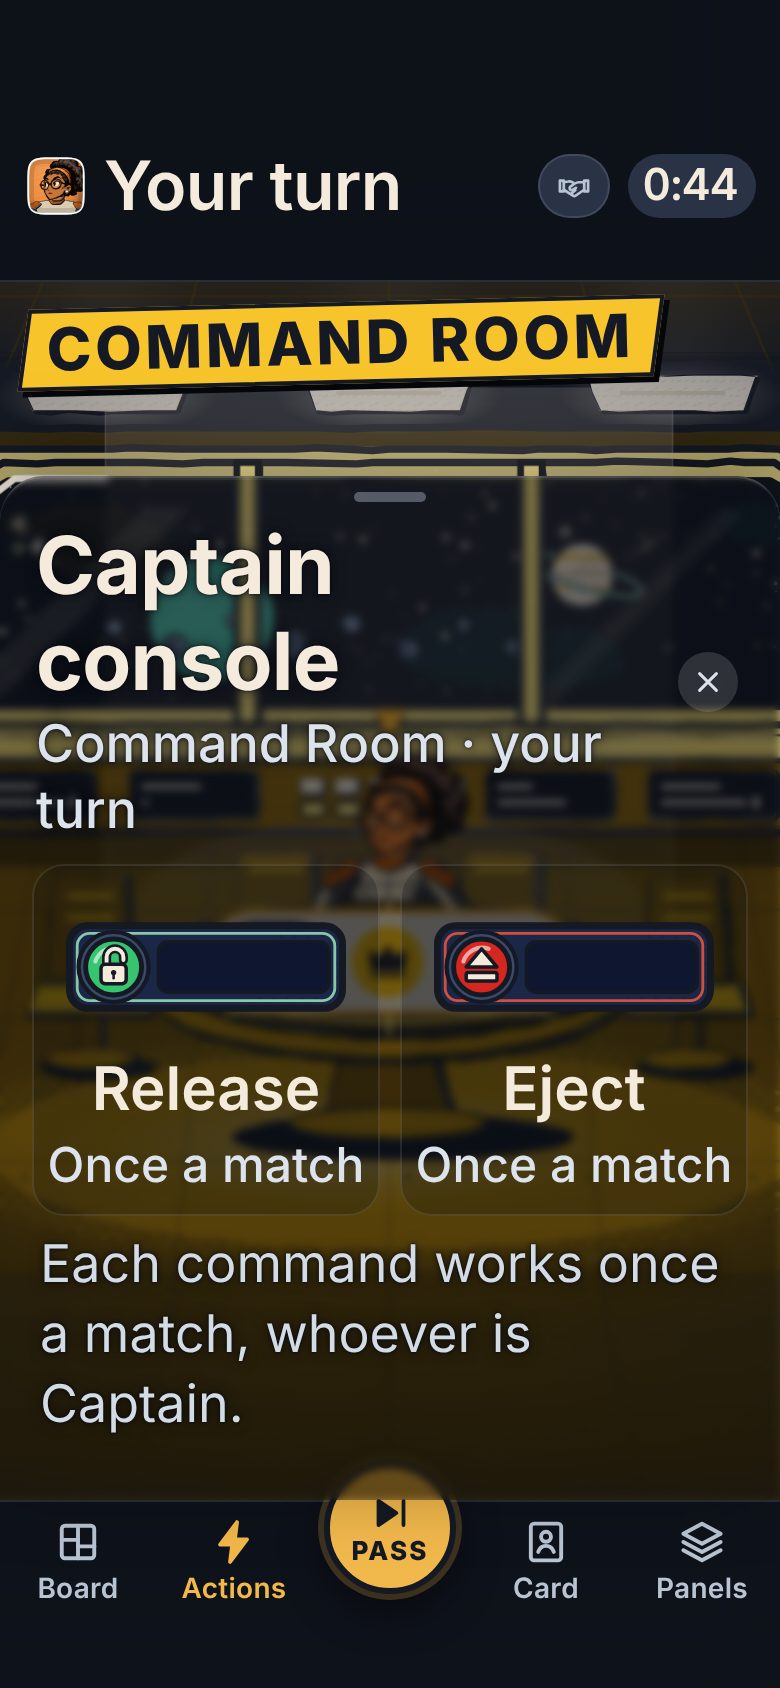 Your turn
0:44
COMMAND ROOM
Captain
console
Command Room · your
turn
Release
Once a match
Eject
Once a match
Each command works once
a match, whoever is
Captain.
PASS
Board
Actions
Card
Panels